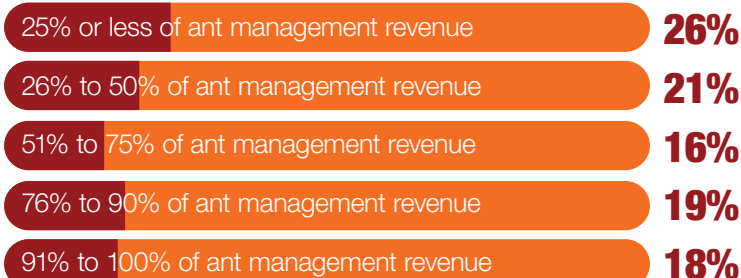 25% or less of ant management revenue 26%
26% to 50% of ant management revenue 21%
51% to 75% of ant management revenue 16%
76% to 90% of ant management revenue 19%
91% to 100% of ant management revenue 18%